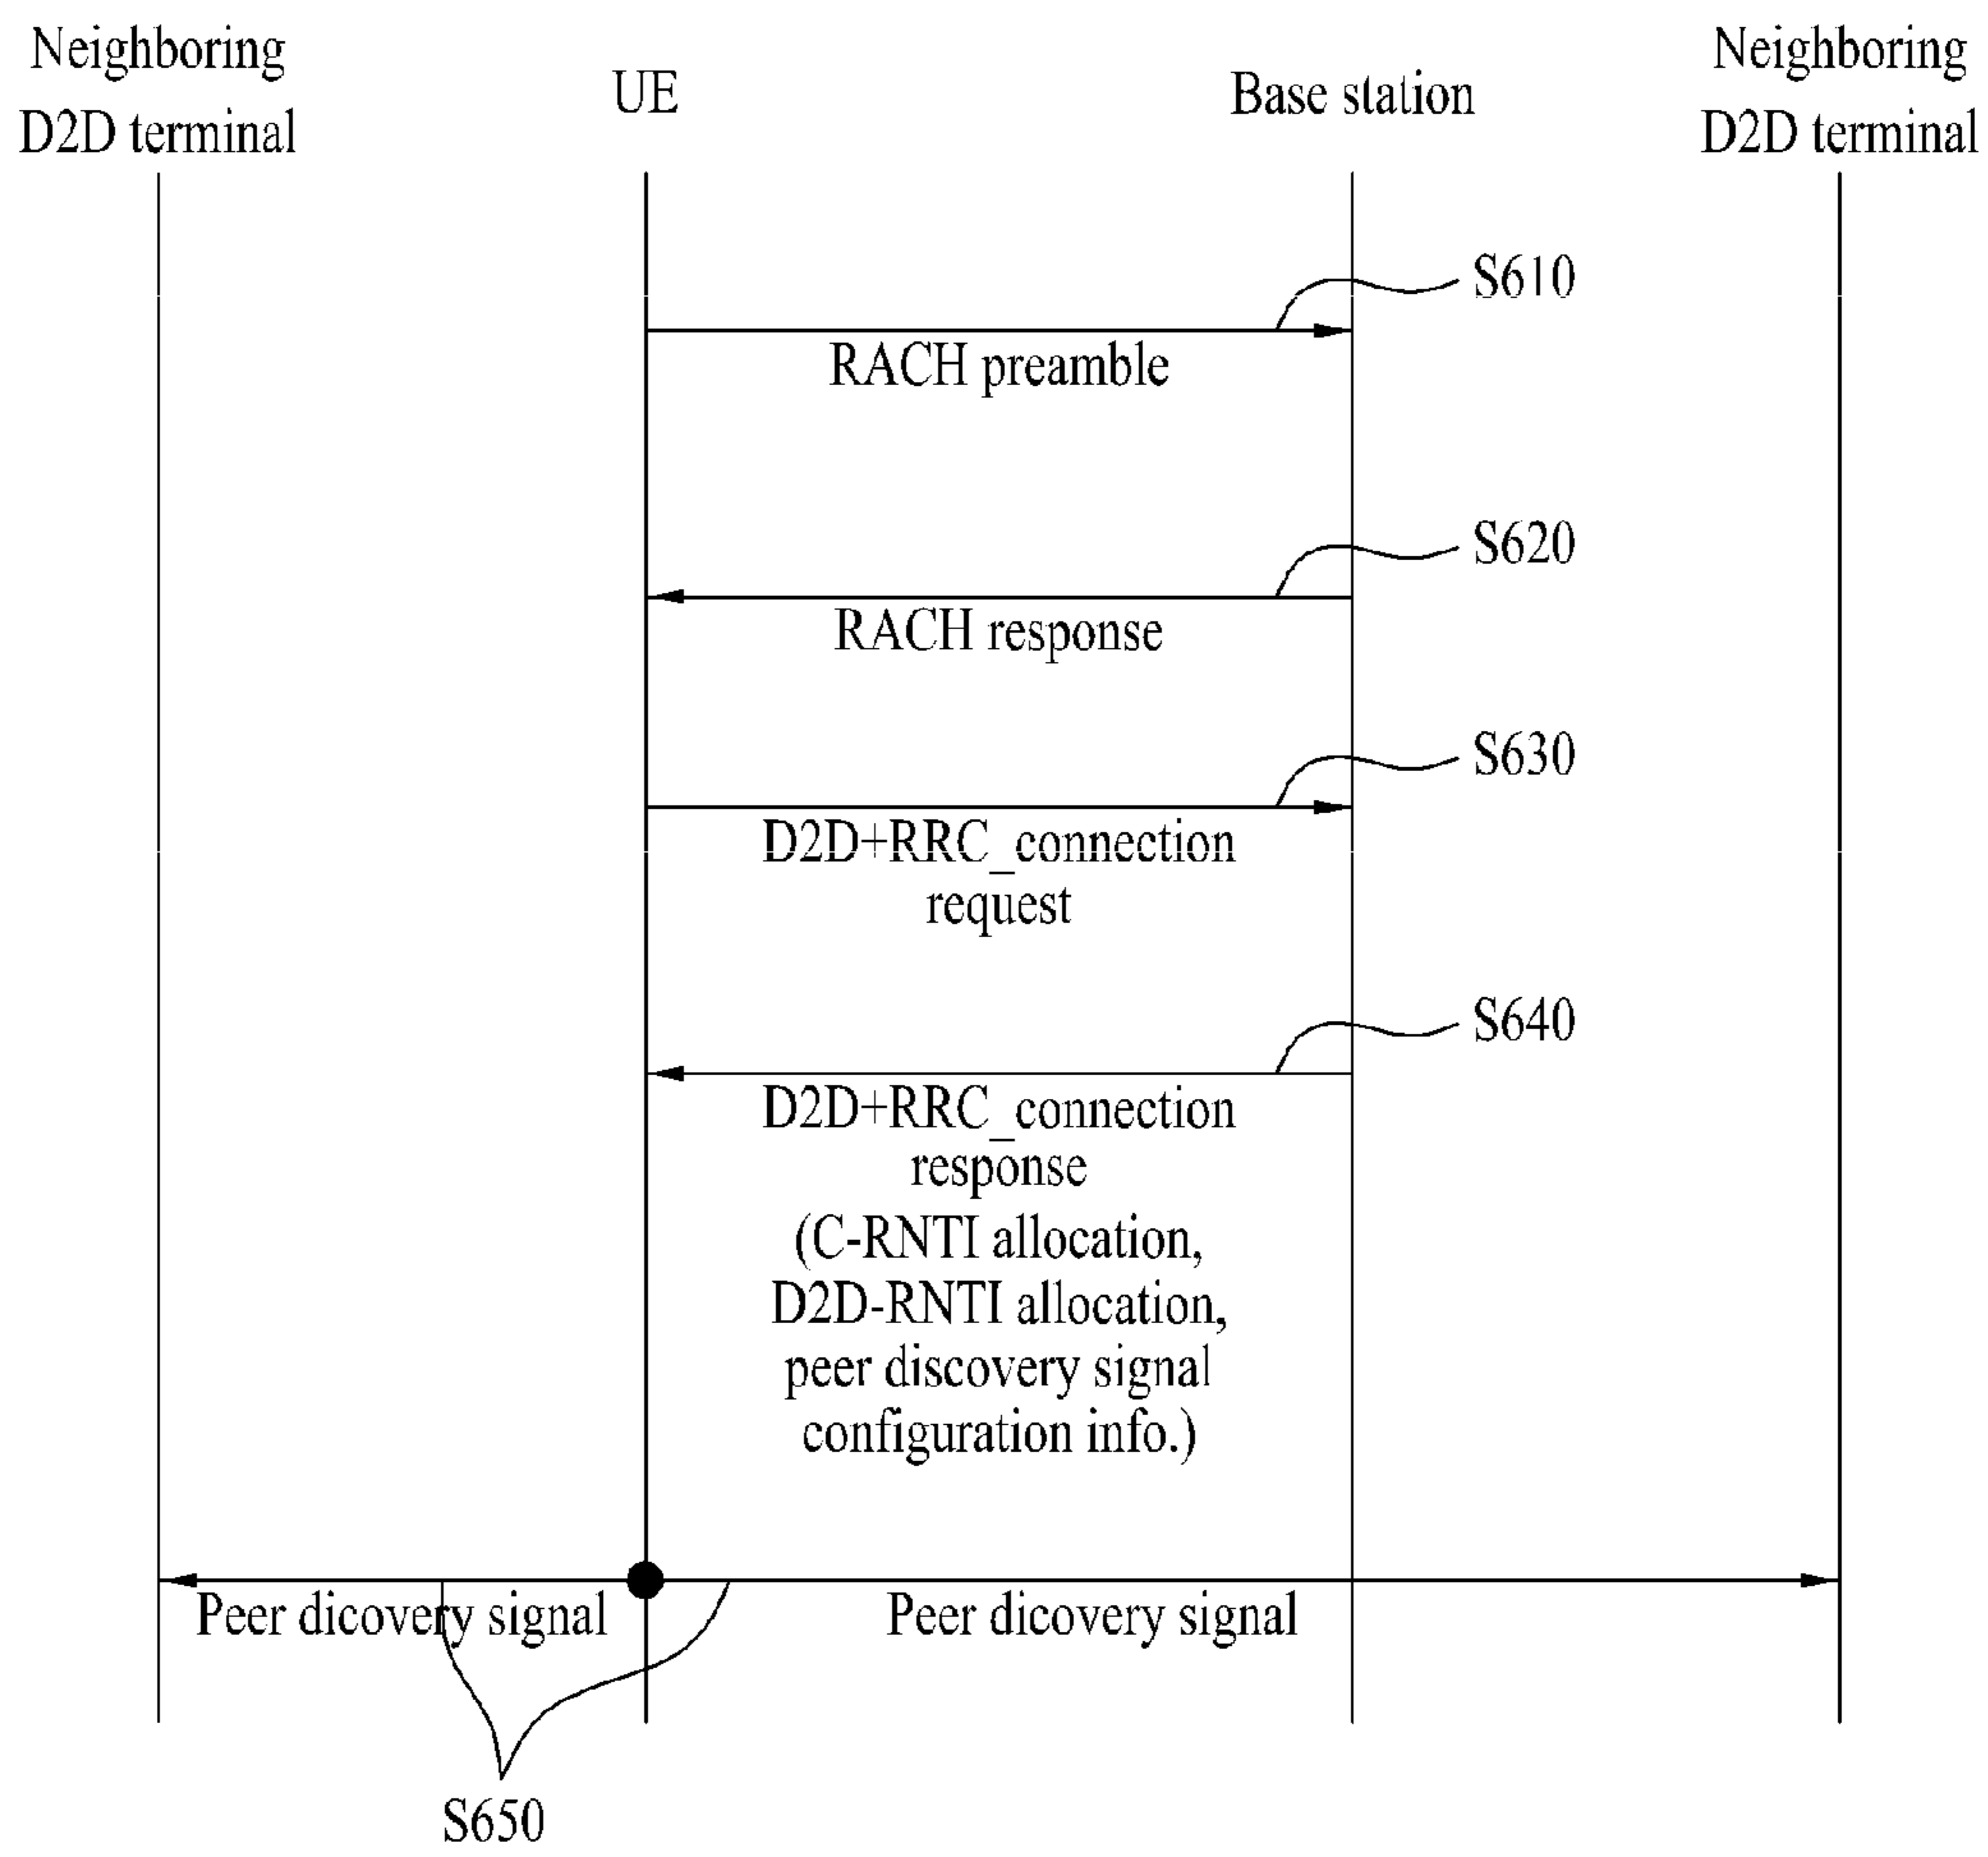 Neighboring
D2D terminal
UE
Base station
Neighboring
D2D terminal
S610
RACH preamble
S620
RACH response
S630
D2D+RRC_connection
request
S640
D2D+RRC_connection
response
(C-RNTI allocation,
D2D-RNTI allocation,
peer discovery signal
configuration info.)
Peer dicovery signal
Peer dicovery signal
S650